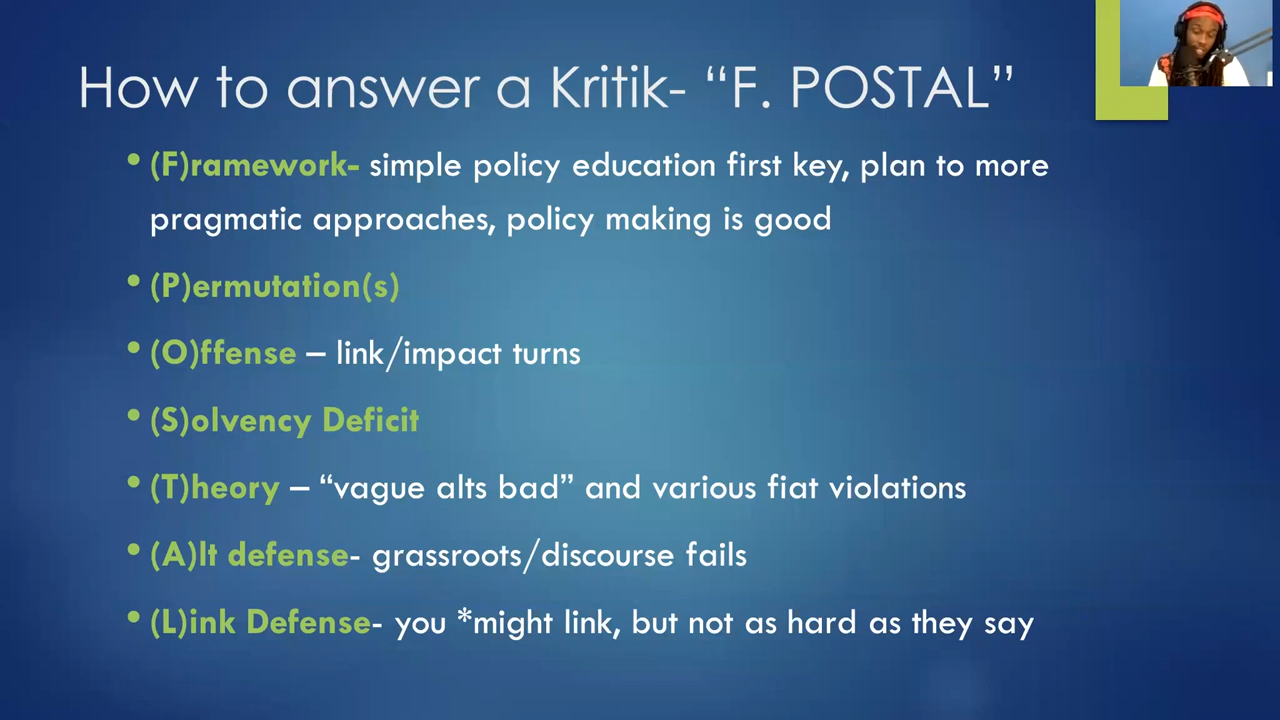 How to answer a Kritik- “F. POSTAL”
• (F)ramework- simple policy education first key, plan to more
pragmatic approaches, policy making is good
• (P)ermutation(s)
• (O)ffense – link/impact turns
• (S)olvency Deficit
• (T)heory – “vague alts bad” and various fiat violations
• (A)lt defense- grassroots/discourse fails
• (L)ink Defense- you *might link, but not as hard as they say